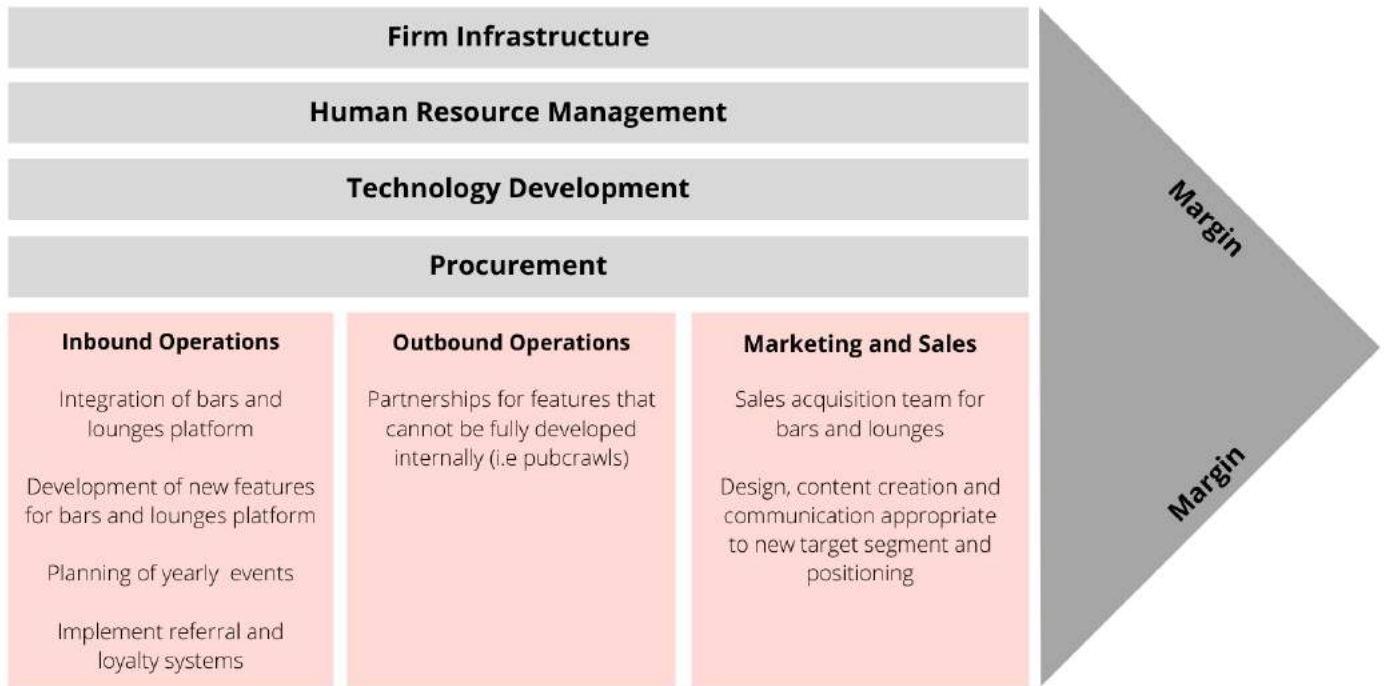 Firm Infrastructure
Human Resource Management
Technology Development
Procurement
Inbound Operations
Integration of bars and
lounges platform
Development of new features
for bars and lounges platform
Planning of yearly events
Implement referral and
loyalty systems
Outbound Operations
Partnerships for features that
cannot be fully developed
internally (i.e pubcrawls)
Marketing and Sales
Sales acquisition team for
bars and lounges
Design, content creation and
communication appropriate
to new target segment and
positioning
Margin
Margin